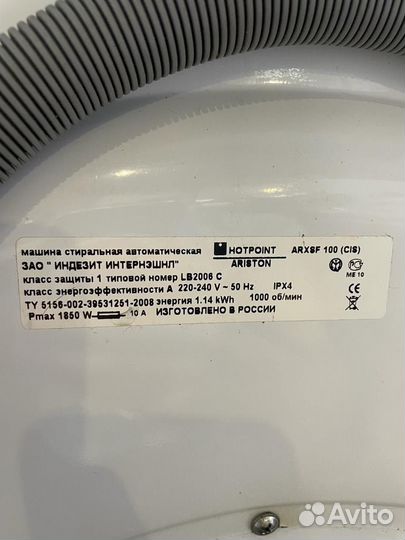 машина стиральная автоматическая
HOTPOINT ARXSF 100 (CIS)
ЗАО " ИНДЕЗИТ ИНТЕРНЭШНЛ"
ARISTON
класс защиты 1 типовой номер LB2006 C
ME 10
класс энергоэффективности A 220-240 V ~ 50 Hz IPX4
TY 5156-002-39531251-2008 энергия 1.14 kWh 1000 об/мин
CE
Pmax 1850 W 10 A ИЗГОТОВЛЕНО В РОССИИ
Avito